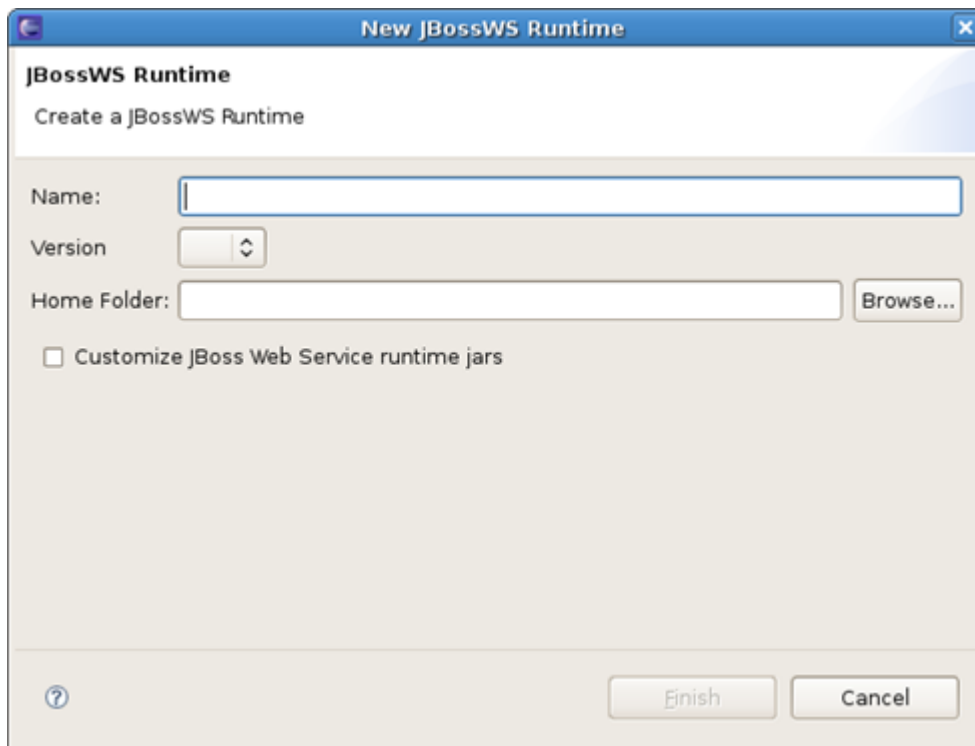 New JBossWS Runtime
JBossWS Runtime
Create a JBossWS Runtime
Name:
Version
Home Folder: Browse...
Customize JBoss Web Service runtime jars
Finish Cancel